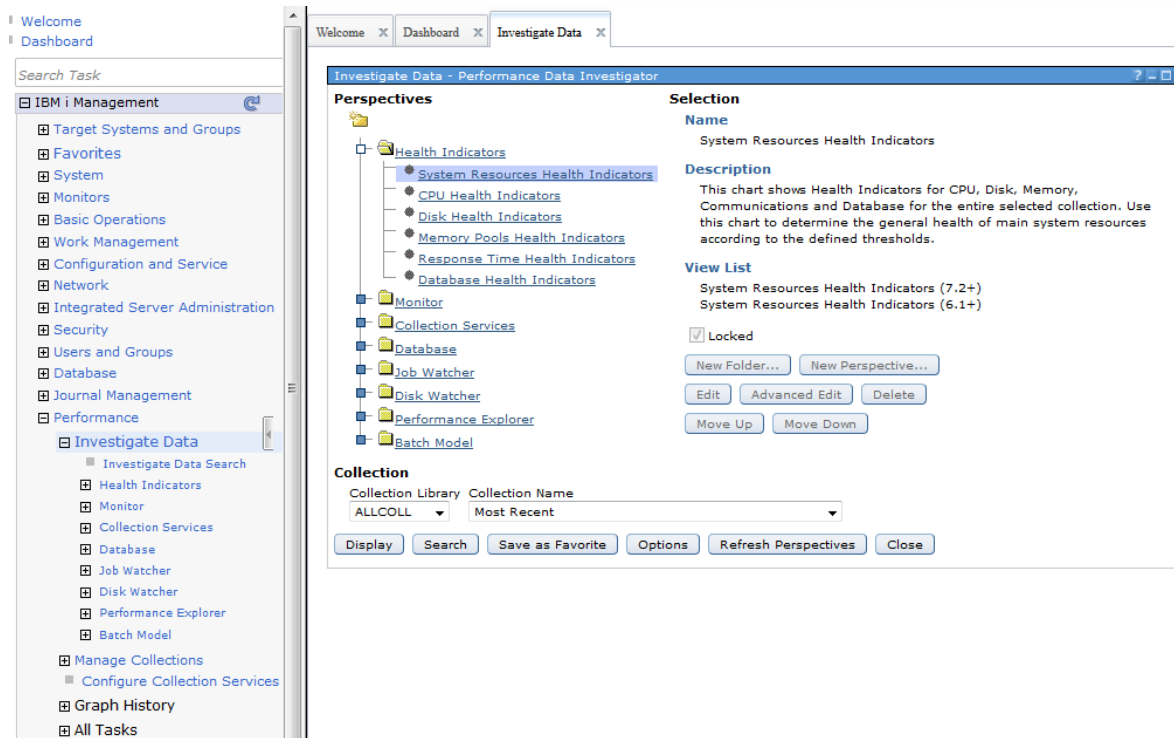 Welcome
Dashboard
Search Task
IBM i Management
Target Systems and Groups
Favorites
System
Monitors
Basic Operations
Work Management
Configuration and Service
Network
Integrated Server Administration
Security
Users and Groups
Database
Journal Management
Performance
Investigate Data
Investigate Data Search
Health Indicators
Monitor
Collection Services
Database
Job Watcher
Disk Watcher
Performance Explorer
Batch Model
Manage Collections
Configure Collection Services
Graph History
All Tasks
Welcome X Dashboard X Investigate Data X
Investigate Data - Performance Data Investigator
Perspectives
Health Indicators
System Resources Health Indicators
CPU Health Indicators
Disk Health Indicators
Memory Pools Health Indicators
Response Time Health Indicators
Database Health Indicators
Monitor
Collection Services
Database
Job Watcher
Disk Watcher
Performance Explorer
Batch Model
Selection
Name
System Resources Health Indicators
Description
This chart shows Health Indicators for CPU, Disk, Memory,
Communications and Database for the entire selected collection. Use
this chart to determine the general health of main system resources
according to the defined thresholds.
View List
System Resources Health Indicators (7.2+)
System Resources Health Indicators (6.1+)
Locked
New Folder... New Perspective...
Edit Advanced Edit Delete
Move Up Move Down
Collection
Collection Library Collection Name
ALLCOLL Most Recent
Display Search Save as Favorite Options Refresh Perspectives Close